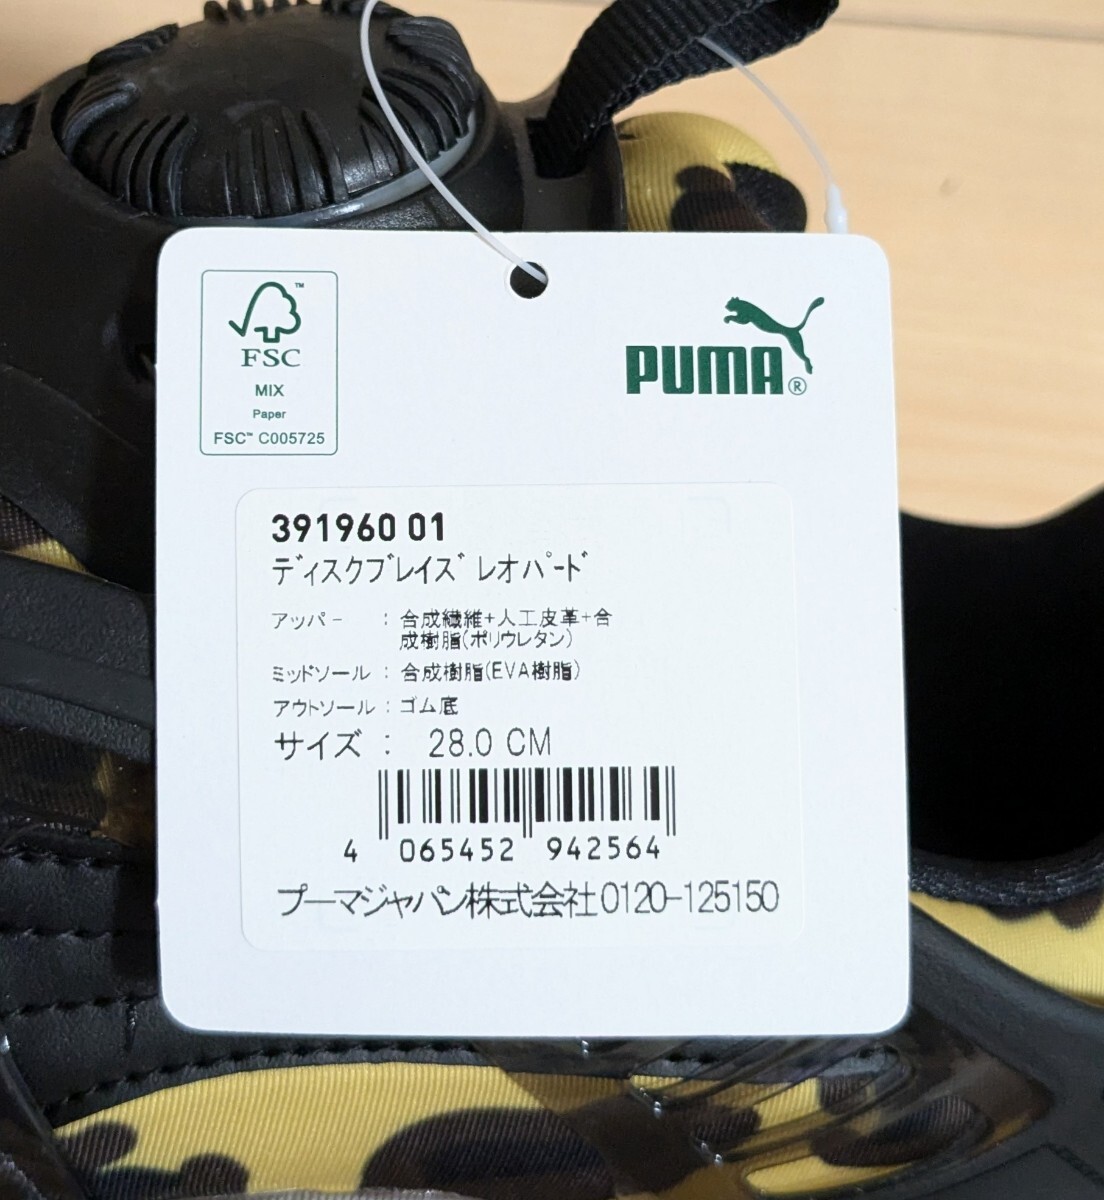 FSC
MIX
Paper
FSC™ C005725
PUMA®
391960 01
ディスクブレイズ レオパード
アッパー : 合成繊維+人工皮革+合
成樹脂(ポリウレタン)
ミッドソール : 合成樹脂(EVA樹脂)
アウトソール : ゴム底
サイズ : 28.0 CM
4 065452 942564
プーマジャパン株式会社0120-125150